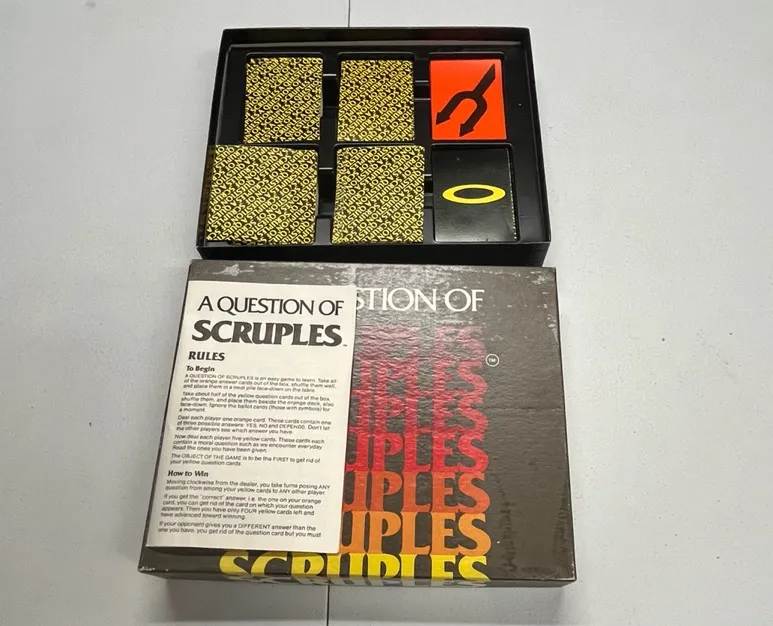 A QUESTION OF
SCRUPLES™
RULES
To Begin
A QUESTION OF SCRUPLES is an easy game to learn. Take all
of the orange answer cards out of the box, shuffle them well,
and place them in a neat pile face-down on the table.
Take about half of the yellow question cards out of the box,
shuffle them, and place them beside the orange deck, also
face-down. Ignore the ballot cards (those with symbols) for
a moment.
Deal each player one orange card. These cards contain one
of three possible answers: YES, NO and DEPENDS. Don't let
the other players see which answer you have.
Now deal each player five yellow cards. These cards each
contain a moral question such as we encounter everyday.
Read the ones you have been given.
The OBJECT OF THE GAME is to be the FIRST to get rid of
your yellow question cards.
How to Win
Moving clockwise from the dealer, you take turns posing ANY
question from among your yellow cards to ANY other player.
If you get the "correct" answer, i.e. the one on your orange
card, you can get rid of the card on which your question
appears. Then you have only FOUR yellow cards left and
have advanced toward winning.
If your opponent gives you a DIFFERENT answer than the
one you have, you get rid of the question card but you must
STION OF
ES
™
UPLES
UPLES
UPLES
UPLES
UPLES
SCRUPLES